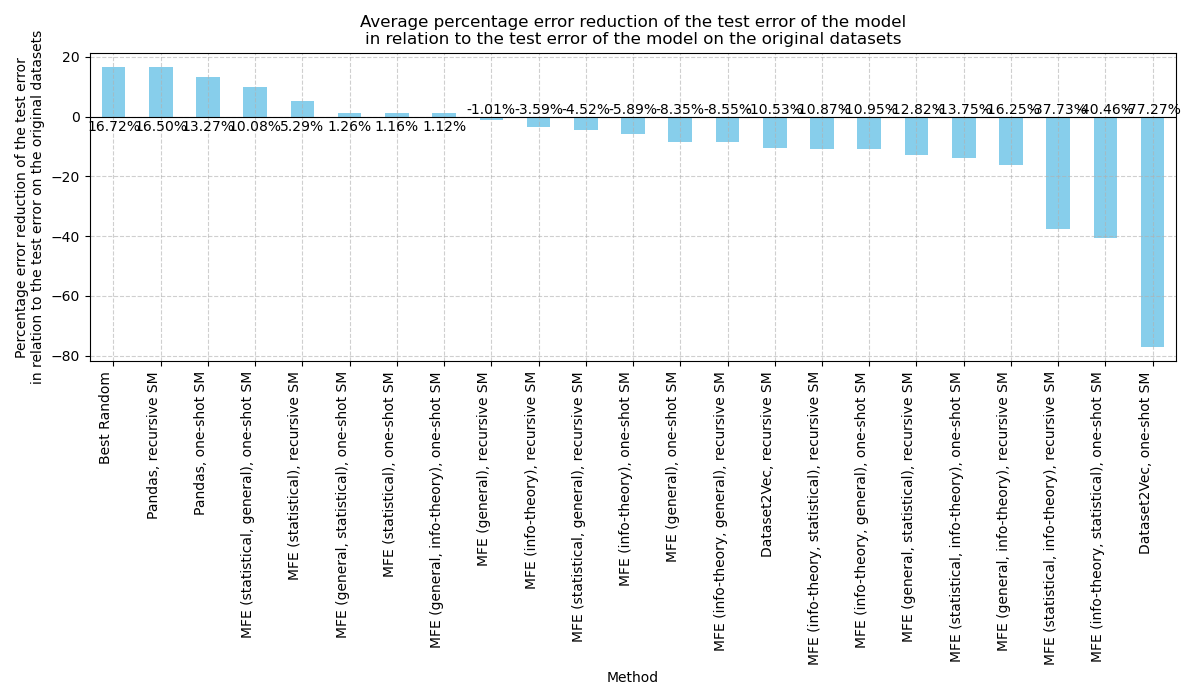 Average percentage error reduction of the test error of the model
in relation to the test error of the model on the original datasets
Percentage error reduction of the test error
in relation to the test error on the original datasets
20
0
−20
−40
−60
−80
16.72%
16.50%
13.27%
10.08%
5.29%
1.26%
1.16%
1.12%
-1.01%
-3.59%
-4.52%
-5.89%
-8.35%
-8.55%
-10.53%
-10.87%
-10.95%
-12.82%
-13.75%
-16.25%
-37.73%
-40.46%
-77.27%
Best Random
Pandas, recursive SM
Pandas, one-shot SM
MFE (statistical, general), one-shot SM
MFE (statistical), recursive SM
MFE (general, statistical), one-shot SM
MFE (statistical), one-shot SM
MFE (general, info-theory), one-shot SM
MFE (general), recursive SM
MFE (info-theory), recursive SM
MFE (statistical, general), recursive SM
MFE (info-theory), one-shot SM
MFE (general), one-shot SM
MFE (info-theory, general), recursive SM
Dataset2Vec, recursive SM
MFE (info-theory, statistical), recursive SM
MFE (info-theory, general), one-shot SM
MFE (general, statistical), recursive SM
MFE (statistical, info-theory), one-shot SM
MFE (general, info-theory), recursive SM
MFE (statistical, info-theory), recursive SM
MFE (info-theory, statistical), one-shot SM
Dataset2Vec, one-shot SM
Method